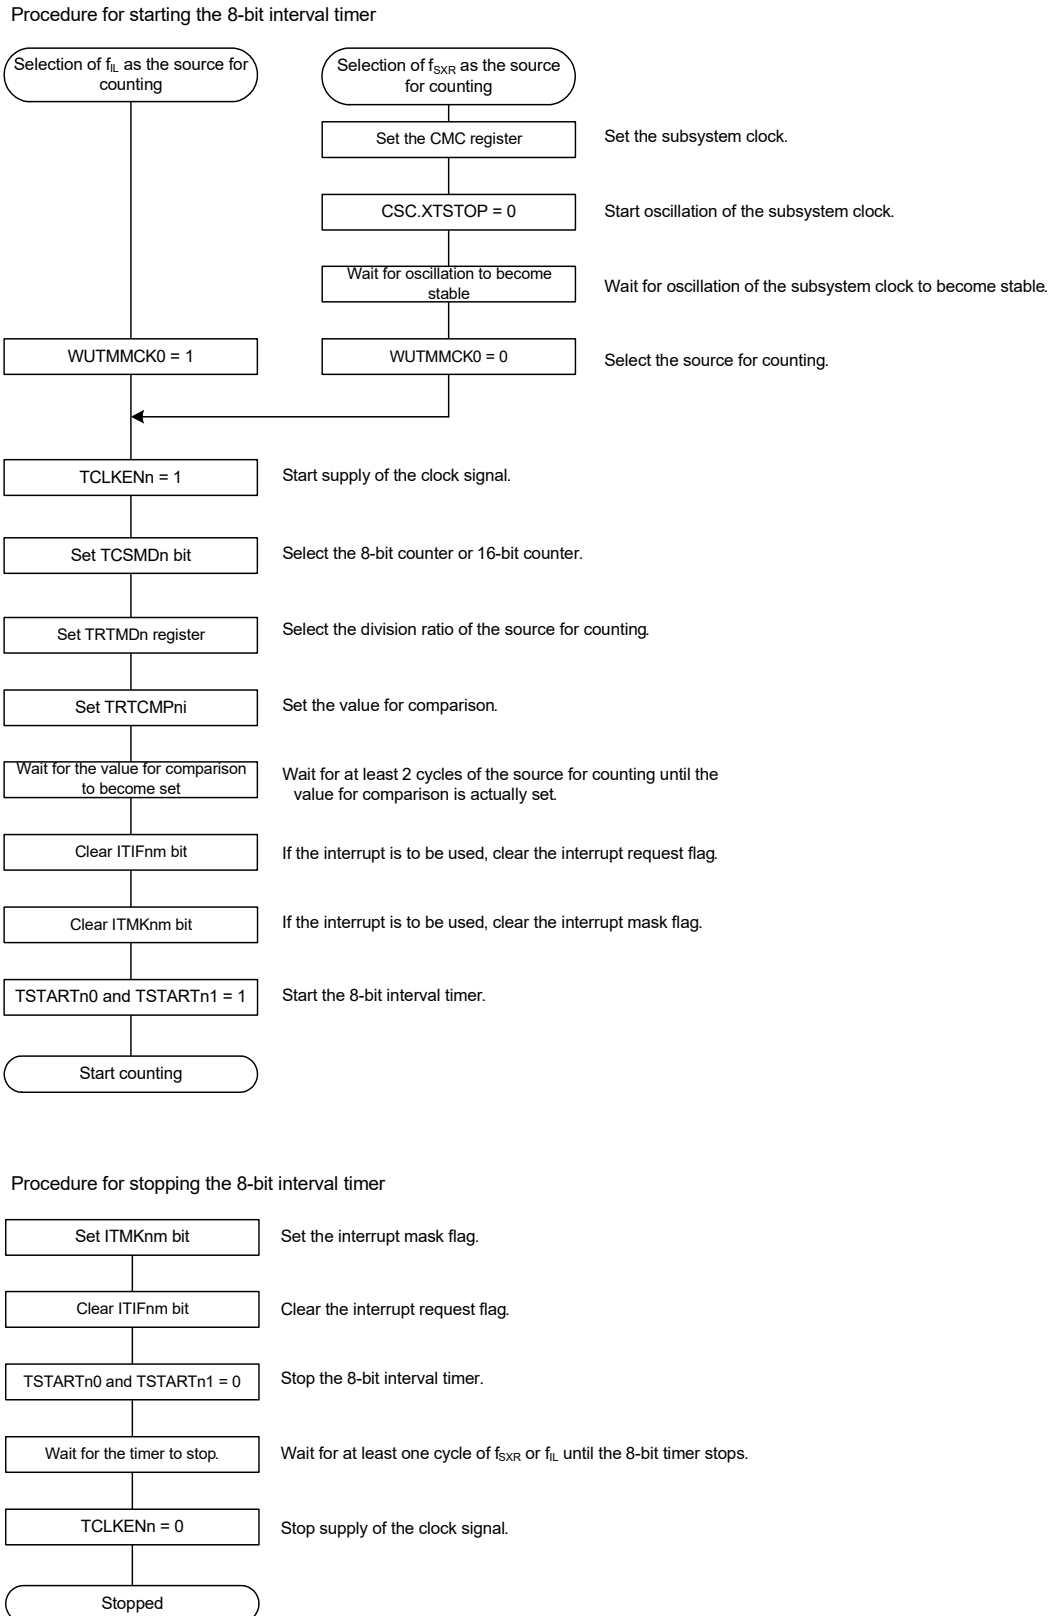 Procedure for starting the 8-bit interval timer
Selection of fIL as the source for
counting
Selection of fSXR as the source
for counting
Set the CMC register
Set the subsystem clock.
CSC.XTSTOP = 0
Start oscillation of the subsystem clock.
Wait for oscillation to become
stable
Wait for oscillation of the subsystem clock to become stable.
WUTMMCK0 = 1
WUTMMCK0 = 0
Select the source for counting.
TCLKENn = 1
Start supply of the clock signal.
Set TCSMDn bit
Select the 8-bit counter or 16-bit counter.
Set TRTMDn register
Select the division ratio of the source for counting.
Set TRTCMPni
Set the value for comparison.
Wait for the value for comparison
to become set
Wait for at least 2 cycles of the source for counting until the
value for comparison is actually set.
Clear ITIFnm bit
If the interrupt is to be used, clear the interrupt request flag.
Clear ITMKnm bit
If the interrupt is to be used, clear the interrupt mask flag.
TSTARTn0 and TSTARTn1 = 1
Start the 8-bit interval timer.
Start counting
Procedure for stopping the 8-bit interval timer
Set ITMKnm bit
Set the interrupt mask flag.
Clear ITIFnm bit
Clear the interrupt request flag.
TSTARTn0 and TSTARTn1 = 0
Stop the 8-bit interval timer.
Wait for the timer to stop.
Wait for at least one cycle of fSXR or fIL until the 8-bit timer stops.
TCLKENn = 0
Stop supply of the clock signal.
Stopped